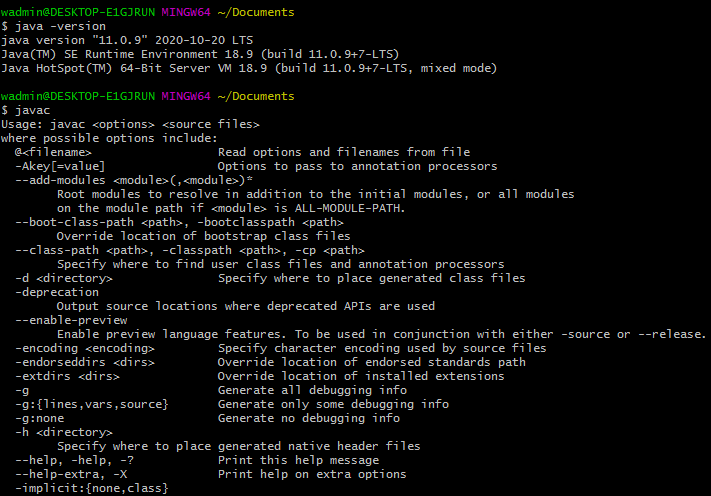 wadmin@DESKTOP-E1GJRUN MINGW64 ~/Documents
$ java -version
java version "11.0.9" 2020-10-20 LTS
Java(TM) SE Runtime Environment 18.9 (build 11.0.9+7-LTS)
Java HotSpot(TM) 64-Bit Server VM 18.9 (build 11.0.9+7-LTS, mixed mode)
wadmin@DESKTOP-E1GJRUN MINGW64 ~/Documents
$ javac
Usage: javac <options> <source files>
where possible options include:
  @<filename>                  Read options and filenames from file
  -Akey[=value]                Options to pass to annotation processors
  --add-modules <module>(,<module>)*
        Root modules to resolve in addition to the initial modules, or all modules
        on the module path if <module> is ALL-MODULE-PATH.
  --boot-class-path <path>, -bootclasspath <path>
        Override location of bootstrap class files
  --class-path <path>, -classpath <path>, -cp <path>
        Specify where to find user class files and annotation processors
  -d <directory>               Specify where to place generated class files
  -deprecation
        Output source locations where deprecated APIs are used
  --enable-preview
        Enable preview language features. To be used in conjunction with either -source or --release.
  -encoding <encoding>         Specify character encoding used by source files
  -endorseddirs <dirs>         Override location of endorsed standards path
  -extdirs <dirs>              Override location of installed extensions
  -g                           Generate all debugging info
  -g:{lines,vars,source}       Generate only some debugging info
  -g:none                      Generate no debugging info
  -h <directory>
        Specify where to place generated native header files
  --help, -help, -?            Print this help message
  --help-extra, -X             Print help on extra options
  -implicit:{none,class}